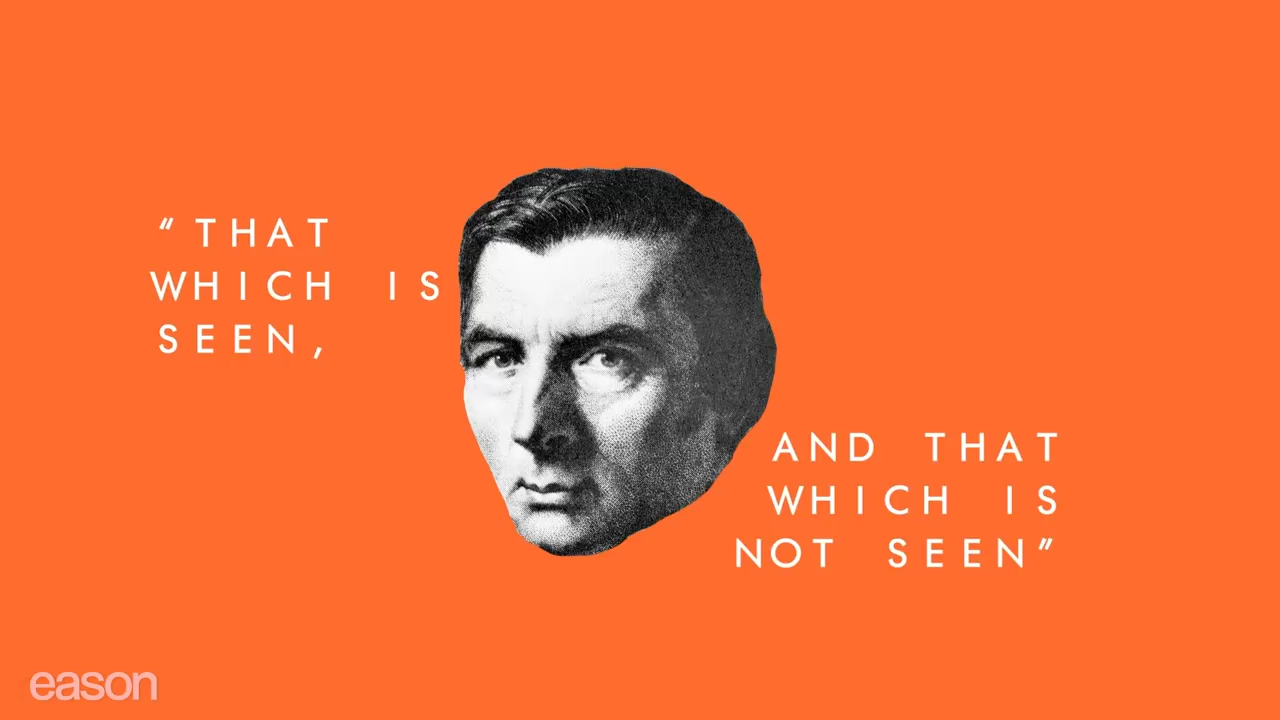 “THAT
WHICH IS
SEEN,
AND THAT
WHICH IS
NOT SEEN”
eason